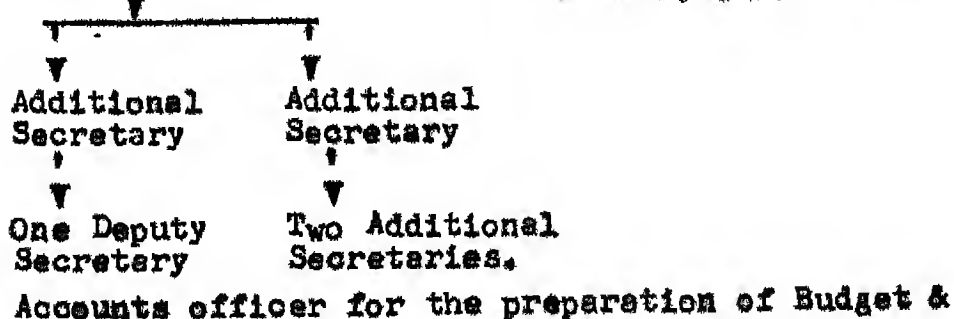 Additional Additional
Secretary Secretary
One Deputy Two Additional
Secretary Secretaries.
Accounts officer for the preparation of Budget &